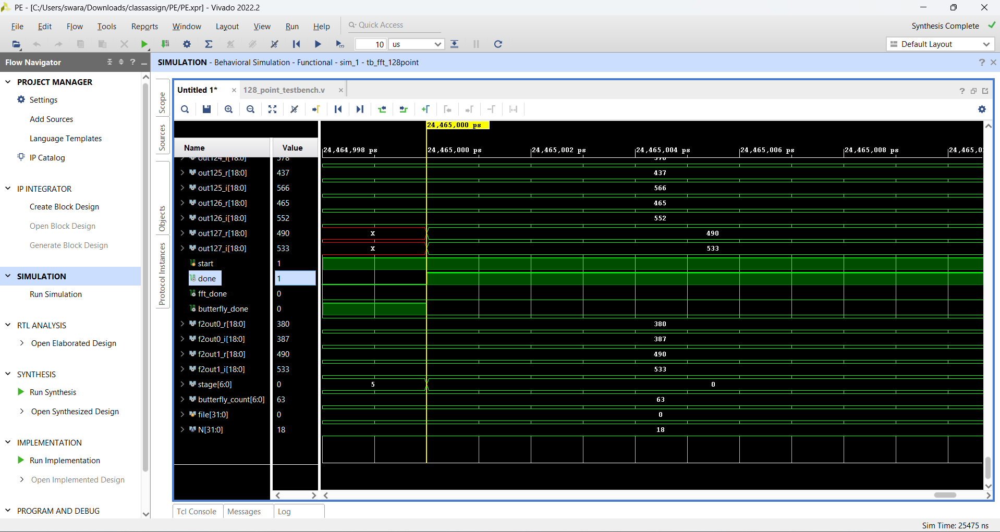 PE - [C:/Users/swara/Downloads/classassign/PE/PE.xpr] - Vivado 2022.2
File Edit Flow Tools Reports Window Layout View Run Help Quick Access
Synthesis Complete
10 us
Default Layout
Flow Navigator
SIMULATION - Behavioral Simulation - Functional - sim_1 - tb_fft_128point
PROJECT MANAGER
Settings
Add Sources
Language Templates
IP Catalog
IP INTEGRATOR
Create Block Design
Open Block Design
Generate Block Design
SIMULATION
Run Simulation
RTL ANALYSIS
Open Elaborated Design
SYNTHESIS
Run Synthesis
Open Synthesized Design
IMPLEMENTATION
Run Implementation
Open Implemented Design
PROGRAM AND DEBUG
Scope
Sources
Objects
Protocol Instances
Untitled 1*
128_point_testbench.v
24,465,000 ps
Name Value
24,464,998 ps 24,465,000 ps 24,465,002 ps 24,465,004 ps 24,465,006 ps 24,465,008 ps 24,465,0
out124_i[18:0] 578 578
out125_r[18:0] 437 437
out125_i[18:0] 566 566
out126_r[18:0] 465 465
out126_i[18:0] 552 552
out127_r[18:0] 490 X 490
out127_i[18:0] 533 X 533
start 1
done 1
fft_done 0
butterfly_done 0
f2out0_r[18:0] 380 380
f2out0_i[18:0] 387 387
f2out1_r[18:0] 490 490
f2out1_i[18:0] 533 533
stage[6:0] 0 5 0
butterfly_count[6:0] 63 63
file[31:0] 0 0
N[31:0] 18 18
Tcl Console
Messages
Log
Sim Time: 25475 ns